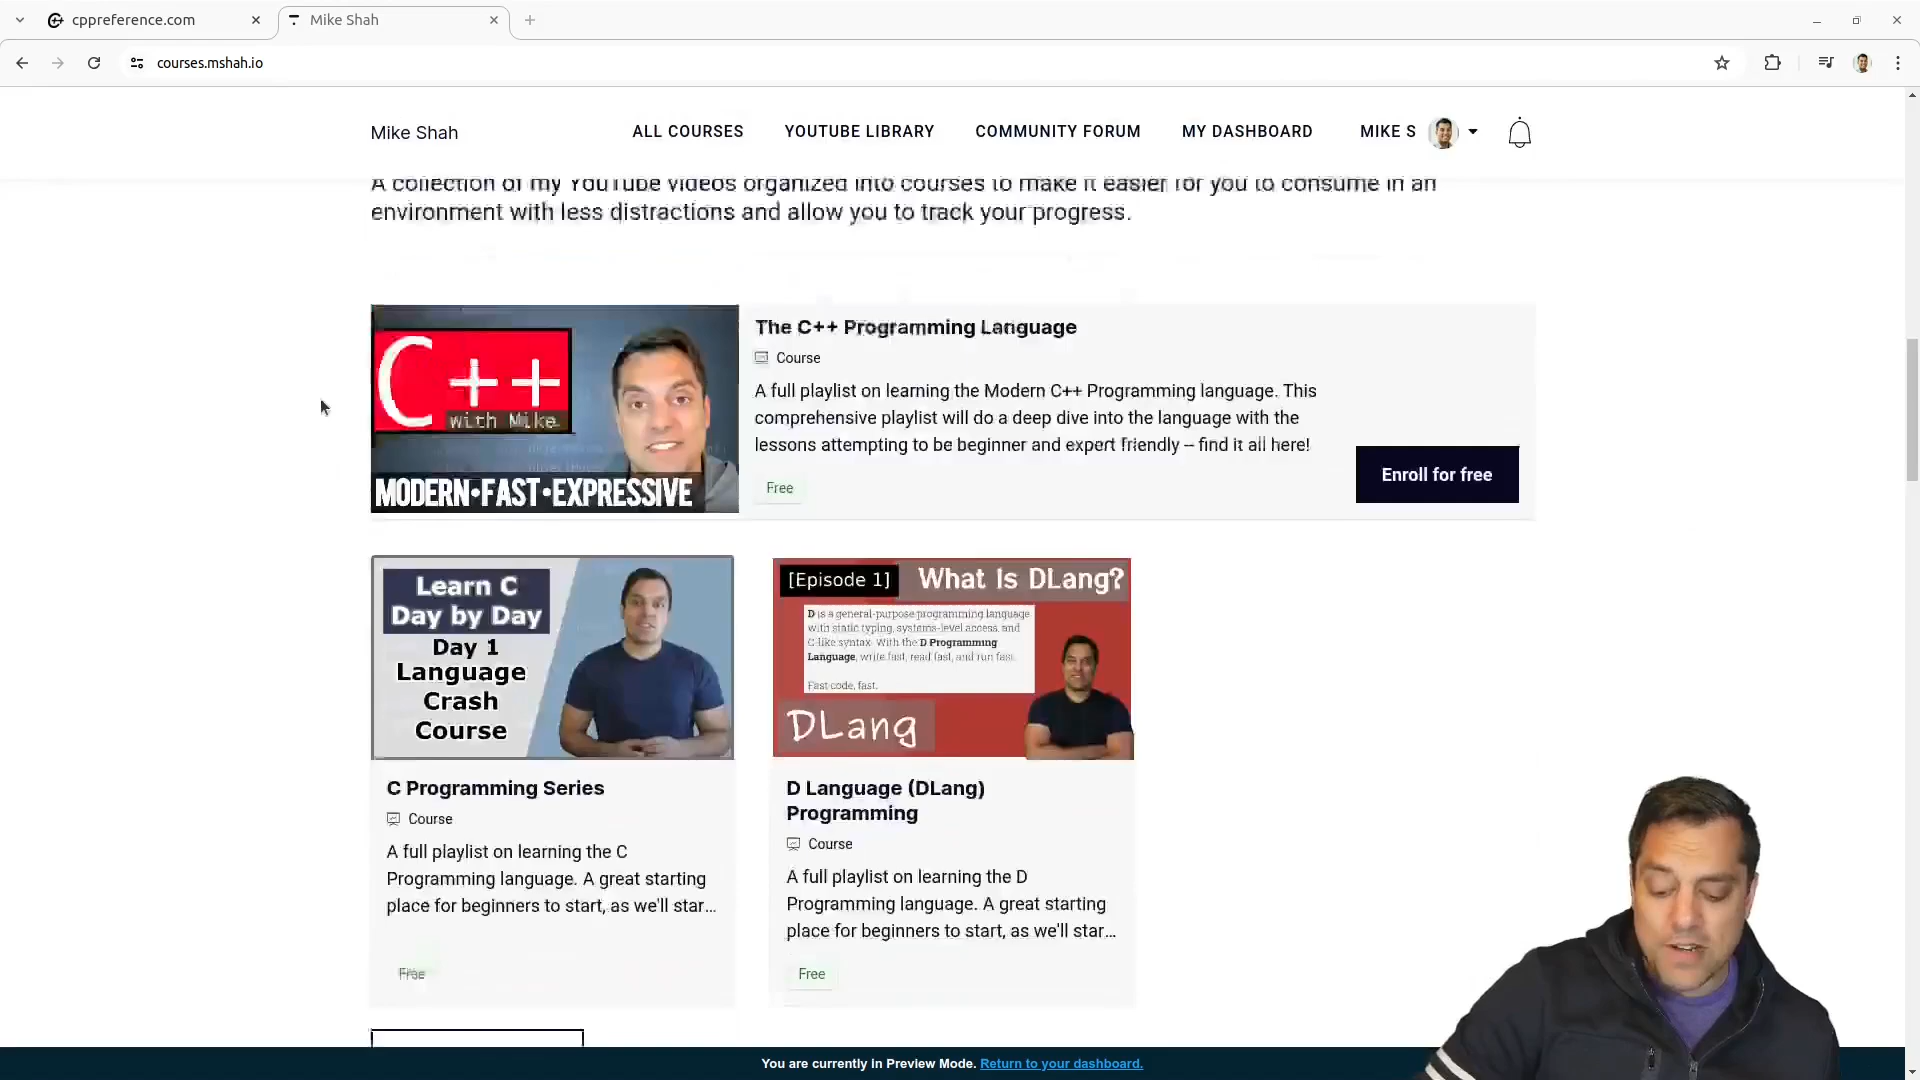 cppreference.com
Mike Shah
courses.mshah.io
Mike Shah
ALL COURSES
YOUTUBE LIBRARY
COMMUNITY FORUM
MY DASHBOARD
MIKE S
A collection of my YouTube videos organized into courses to make it easier for you to consume in an
environment with less distractions and allow you to track your progress.
C++
with Mike
MODERN•FAST•EXPRESSIVE
The C++ Programming Language
Course
A full playlist on learning the Modern C++ Programming language. This
comprehensive playlist will do a deep dive into the language with the
lessons attempting to be beginner and expert friendly – find it all here!
Free
Enroll for free
Learn C
Day by Day
Day 1
Language
Crash
Course
C Programming Series
Course
A full playlist on learning the C
Programming language. A great starting
place for beginners to start, as we'll star...
Free
[Episode 1]
What Is DLang?
D is a general-purpose programming language
with static typing, systems-level access, and
C-like syntax. With the D Programming
Language, write fast, read fast, and run fast.
Fast code, fast.
DLang
D Language (DLang)
Programming
Course
A full playlist on learning the D
Programming language. A great starting
place for beginners to start, as we'll star...
Free
You are currently in Preview Mode. Return to your dashboard.